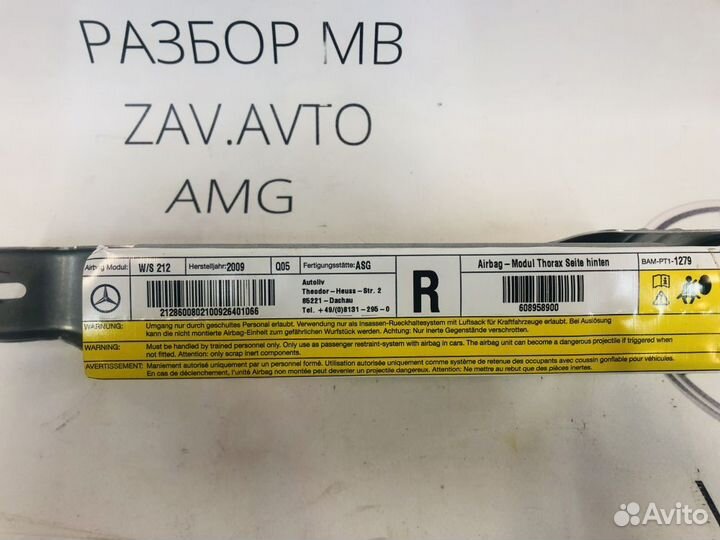 РАЗБОР МВ
ZAV.AVTO
AMG
Airbag Modul: W/S 212 Herstelljahr: 2009 Q05 Fertigungsstätte: ASG
Airbag - Modul Thorax Seite hinten BAM-PT1-1279
Autoliv
Theodor-Heuss-Str. 2
85221-Dachau
Tel. +49/(0)8131-295-0
R
2128600802100926401066
608958900
WARNUNG: Umgang nur durch geschultes Personal erlaubt. Verwendung nur als Insassen-Rueckhaltesystem mit Luftsack für Kraftfahrzeuge erlaubt. Bei Auslösung
kann die nicht montierte Airbag-Einheit zum gefährlichen Wurfstück werden. Achtung: Nur inerte Gegenstände verschrotten.
WARNING: Must be handled by trained personnel only. Only use as passenger restraint-system with airbag in cars. The airbag unit can become a dangerous projectile if triggered when
not fitted. Attention: only scrap inert components.
AVERTISSEMENT: Maniement autorisé uniquement par un personnel instruit. Utilisation autorisée uniquement comme système de retenue des occupants avec coussin gonflable pour véhicules.
En cas de déclenchement, l'unité Airbag non montée peut devenir un projectile dangereux. Attention: Ne mettre au rebut que des pièces inertes.
Avito